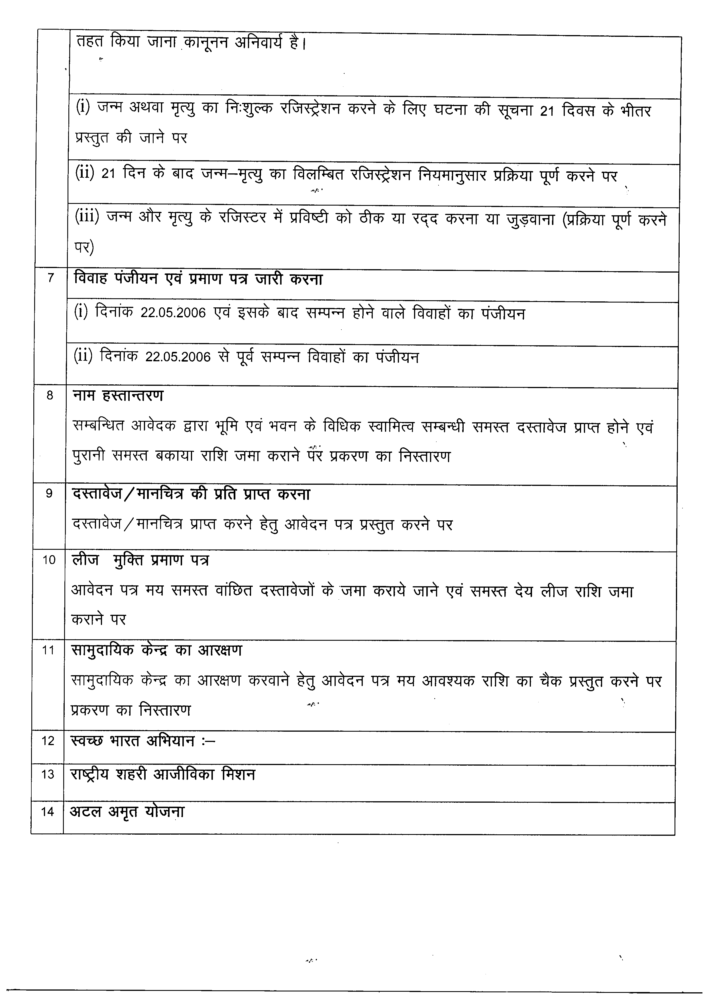 तहत किया जाना कानूनन अनिवार्य है।
(i) जन्म अथवा मृत्यु का निःशुल्क रजिस्ट्रेशन करने के लिए घटना की सूचना 21 दिवस के भीतर
प्रस्तुत की जाने पर
(ii) 21 दिन के बाद जन्म–मृत्यु का विलम्बित रजिस्ट्रेशन नियमानुसार प्रक्रिया पूर्ण करने पर
(iii) जन्म और मृत्यु के रजिस्टर में प्रविष्टी को ठीक या रद्द करना या जुड़वाना (प्रक्रिया पूर्ण करने
पर)
7 विवाह पंजीयन एवं प्रमाण पत्र जारी करना
(i) दिनांक 22.05.2006 एवं इसके बाद सम्पन्न होने वाले विवाहों का पंजीयन
(ii) दिनांक 22.05.2006 से पूर्व सम्पन्न विवाहों का पंजीयन
8 नाम हस्तान्तरण
सम्बन्धित आवेदक द्वारा भूमि एवं भवन के विधिक स्वामित्व सम्बन्धी समस्त दस्तावेज प्राप्त होने एवं
पुरानी समस्त बकाया राशि जमा कराने पर प्रकरण का निस्तारण
9 दस्तावेज/मानचित्र की प्रति प्राप्त करना
दस्तावेज/मानचित्र प्राप्त करने हेतु आवेदन पत्र प्रस्तुत करने पर
10 लीज मुक्ति प्रमाण पत्र
आवेदन पत्र मय समस्त वांछित दस्तावेजों के जमा कराये जाने एवं समस्त देय लीज राशि जमा
कराने पर
11 सामुदायिक केन्द्र का आरक्षण
सामुदायिक केन्द्र का आरक्षण करवाने हेतु आवेदन पत्र मय आवश्यक राशि का चैक प्रस्तुत करने पर
प्रकरण का निस्तारण
12 स्वच्छ भारत अभियान :–
13 राष्ट्रीय शहरी आजीविका मिशन
14 अटल अमृत योजना